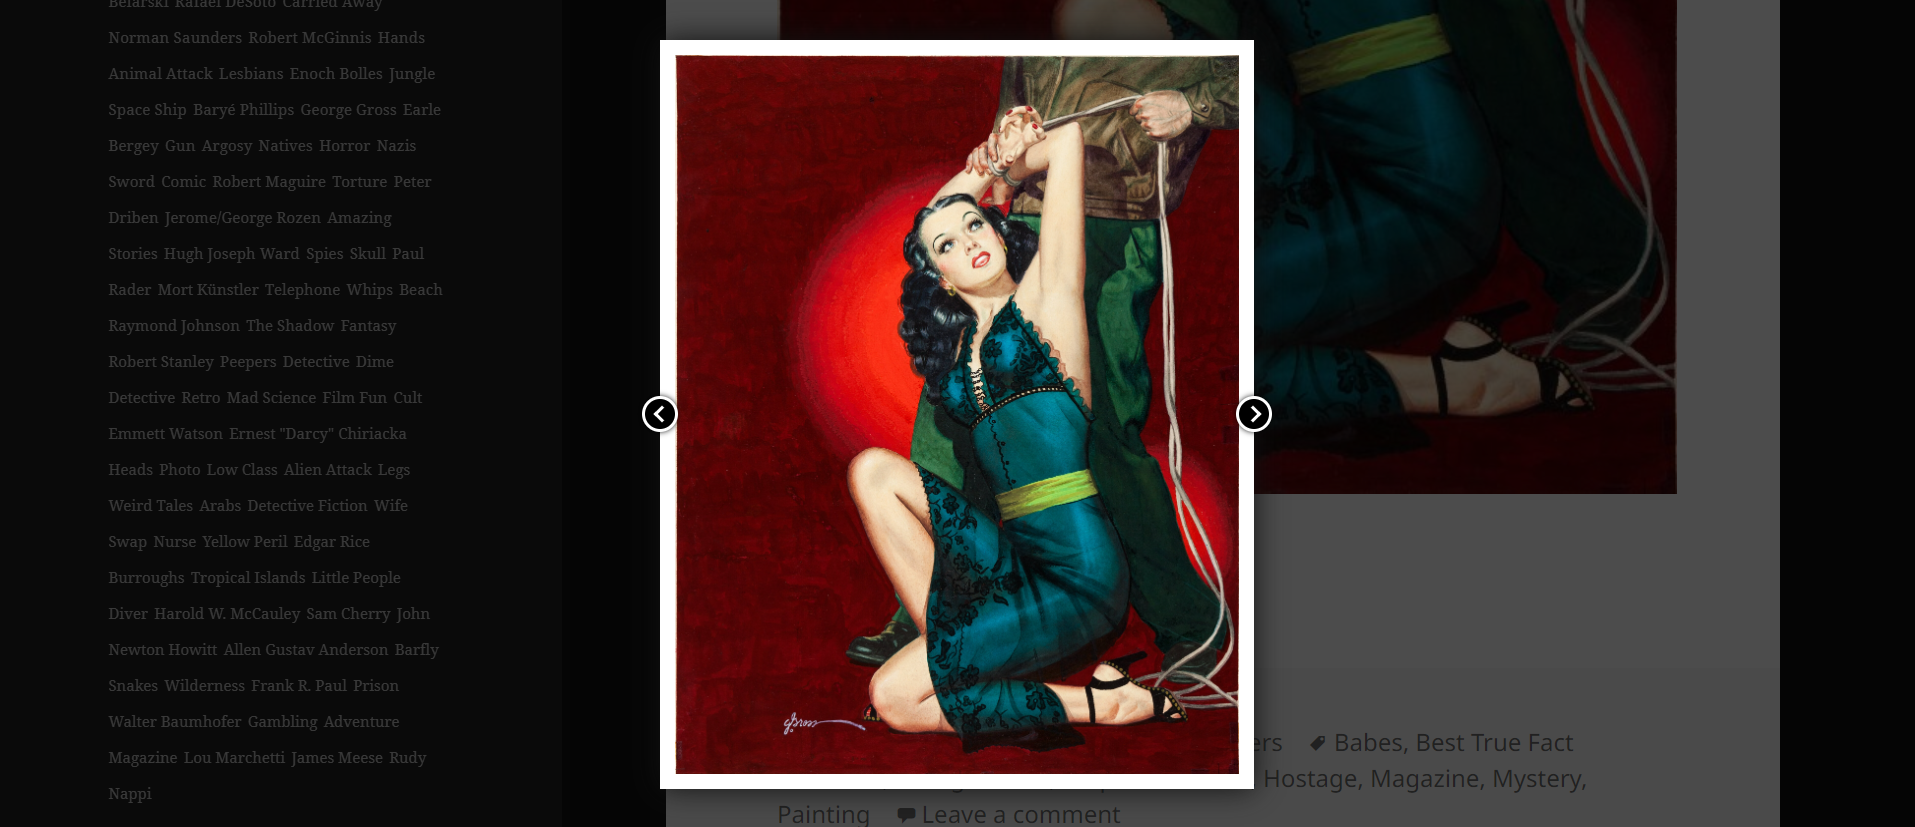 Belarski Rafael DeSoto Carried Away
Norman Saunders Robert McGinnis Hands
Animal Attack Lesbians Enoch Bolles Jungle
Space Ship Baryé Phillips George Gross Earle
Bergey Gun Argosy Natives Horror Nazis
Sword Comic Robert Maguire Torture Peter
Driben Jerome/George Rozen Amazing
Stories Hugh Joseph Ward Spies Skull Paul
Rader Mort Künstler Telephone Whips Beach
Raymond Johnson The Shadow Fantasy
Robert Stanley Peepers Detective Dime
Detective Retro Mad Science Film Fun Cult
Emmett Watson Ernest "Darcy" Chiriacka
Heads Photo Low Class Alien Attack Legs
Weird Tales Arabs Detective Fiction Wife
Swap Nurse Yellow Peril Edgar Rice
Burroughs Tropical Islands Little People
Diver Harold W. McCauley Sam Cherry John
Newton Howitt Allen Gustav Anderson Barfly
Snakes Wilderness Frank R. Paul Prison
Walter Baumhofer Gambling Adventure
Magazine Lou Marchetti James Meese Rudy
Nappi
G.Gross
ers Babes, Best True Fact
Hostage, Magazine, Mystery,
Painting Leave a comment